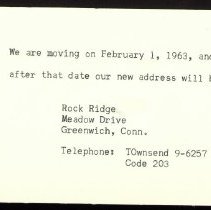 We are moving on February 1, 1963, and
after that date our new address will b
Rock Ridge
Meadow Drive
Greenwich, Conn.
Telephone: TOwnsend 9-6257
Code 203